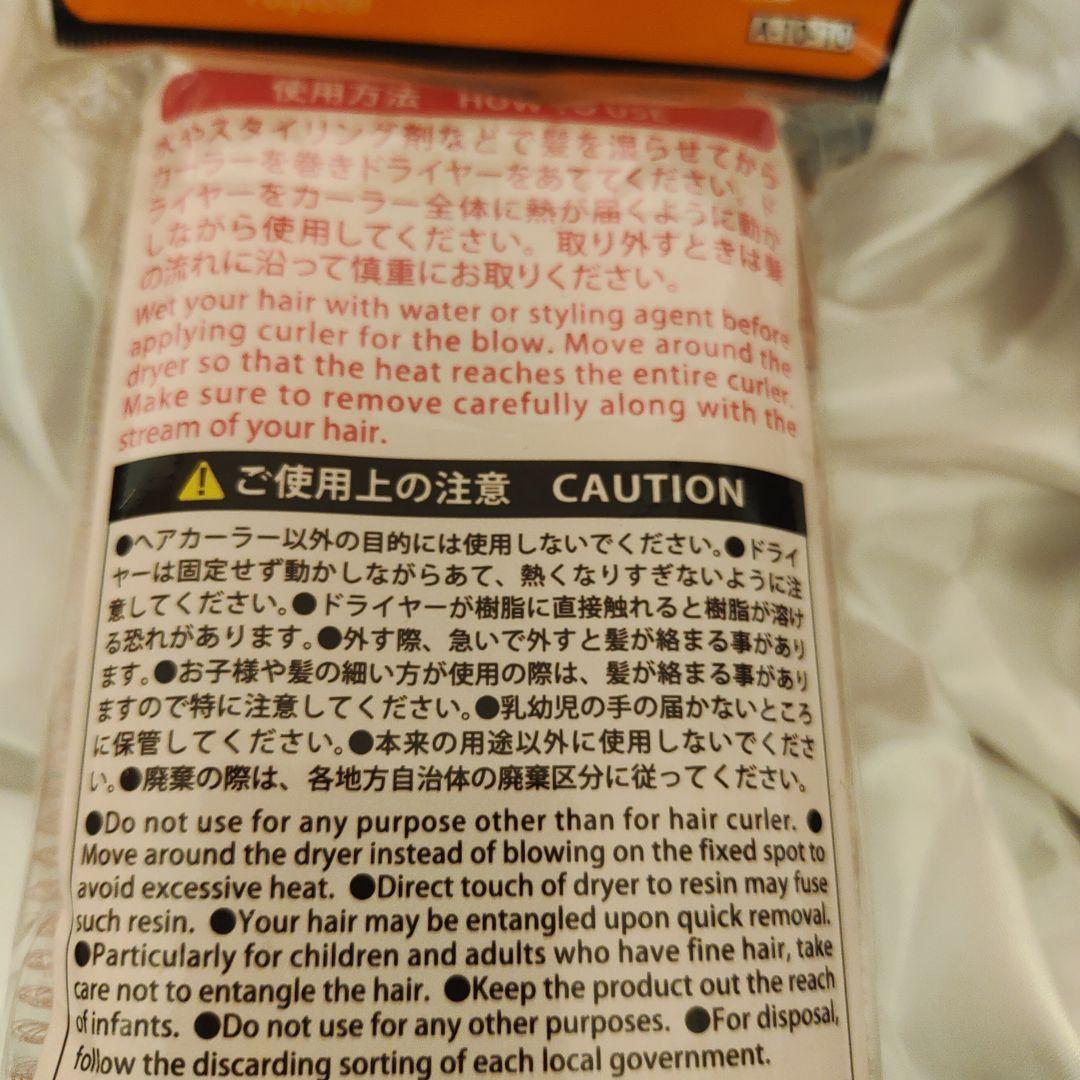 Polyester
使用方法 HOW TO USE
水やスタイリング剤などで髪を濡らせてから
カーラーを巻きドライヤーをあててください。ド
ライヤーをカーラー全体に熱が届くように動か
しながら使用してください。取り外すときは髪
の流れに沿って慎重にお取りください。
Wet your hair with water or styling agent before
applying curler for the blow. Move around the
dryer so that the heat reaches the entire curler.
Make sure to remove carefully along with the
stream of your hair.
ご使用上の注意 CAUTION
●ヘアカーラー以外の目的には使用しないでください。●ドライ
ヤーは固定せず動かしながらあて、熱くなりすぎないように注
意してください。●ドライヤーが樹脂に直接触れると樹脂が溶け
る恐れがあります。●外す際、急いで外すと髪が絡まる事があり
ます。●お子様や髪の細い方が使用の際は、髪が絡まる事があり
ますので特に注意してください。●乳幼児の手の届かないところ
に保管してください。●本来の用途以外に使用しないでくださ
い。●廃棄の際は、各地方自治体の廃棄区分に従ってください。
●Do not use for any purpose other than for hair curler. ●
Move around the dryer instead of blowing on the fixed spot to
avoid excessive heat. ●Direct touch of dryer to resin may fuse
such resin. ●Your hair may be entangled upon quick removal.
●Particularly for children and adults who have fine hair, take
care not to entangle the hair. ●Keep the product out the reach
of infants. ●Do not use for any other purposes. ●For disposal,
follow the discarding sorting of each local government.